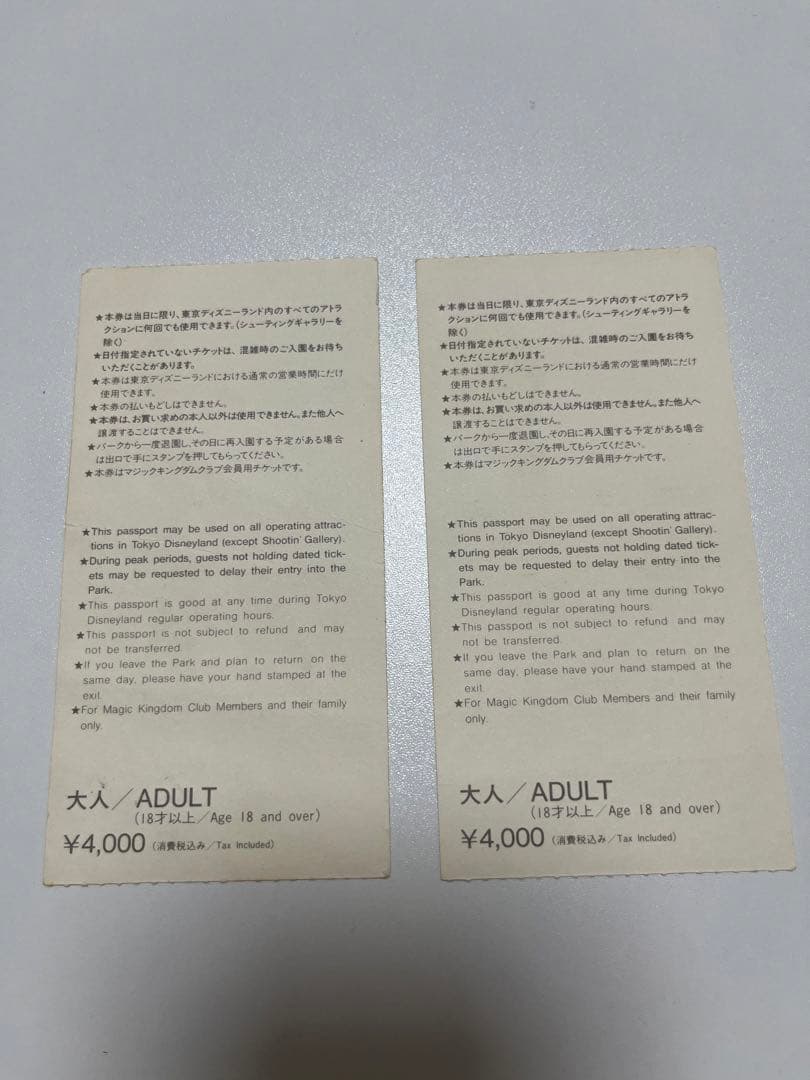 ★本券は当日に限り、東京ディズニーランド内のすべてのアトラ
クションに何回でも使用できます。(シューティングギャラリーを
除く)
★日付指定されていないチケットは、混雑時のご入園をお待ち
いただくことがあります。
★本券は東京ディズニーランドにおける通常の営業時間にだけ
使用できます。
★本券の払いもどしはできません。
★本券は、お買い求めの本人以外は使用できません。また他人へ
譲渡することはできません。
★パークから一度退園し、その日に再入園する予定がある場合
は出口で手にスタンプを押してもらってください。
★本券はマジックキングダムクラブ会員用チケットです。
★This passport may be used on all operating attrac-
tions in Tokyo Disneyland (except Shootin' Gallery).
★During peak periods, guests not holding dated tick-
ets may be requested to delay their entry into the
Park.
★This passport is good at any time during Tokyo
Disneyland regular operating hours.
★This passport is not subject to refund and may
not be transferred.
★If you leave the Park and plan to return on the
same day, please have your hand stamped at the
exit.
★For Magic Kingdom Club Members and their family
only.
大人/ADULT
(18才以上/Age 18 and over)
¥4,000 (消費税込み/Tax included)
★本券は当日に限り、東京ディズニーランド内のすべてのアトラ
クションに何回でも使用できます。(シューティングギャラリーを
除く)
★日付指定されていないチケットは、混雑時のご入園をお待ち
いただくことがあります。
★本券は東京ディズニーランドにおける通常の営業時間にだけ
使用できます。
★本券の払いもどしはできません。
★本券は、お買い求めの本人以外は使用できません。また他人へ
譲渡することはできません。
★パークから一度退園し、その日に再入園する予定がある場合
は出口で手にスタンプを押してもらってください。
★本券はマジックキングダムクラブ会員用チケットです。
★This passport may be used on all operating attrac-
tions in Tokyo Disneyland (except Shootin' Gallery).
★During peak periods, guests not holding dated tick-
ets may be requested to delay their entry into the
Park.
★This passport is good at any time during Tokyo
Disneyland regular operating hours.
★This passport is not subject to refund and may
not be transferred.
★If you leave the Park and plan to return on the
same day, please have your hand stamped at the
exit.
★For Magic Kingdom Club Members and their family
only.
大人/ADULT
(18才以上/Age 18 and over)
¥4,000 (消費税込み/Tax included)